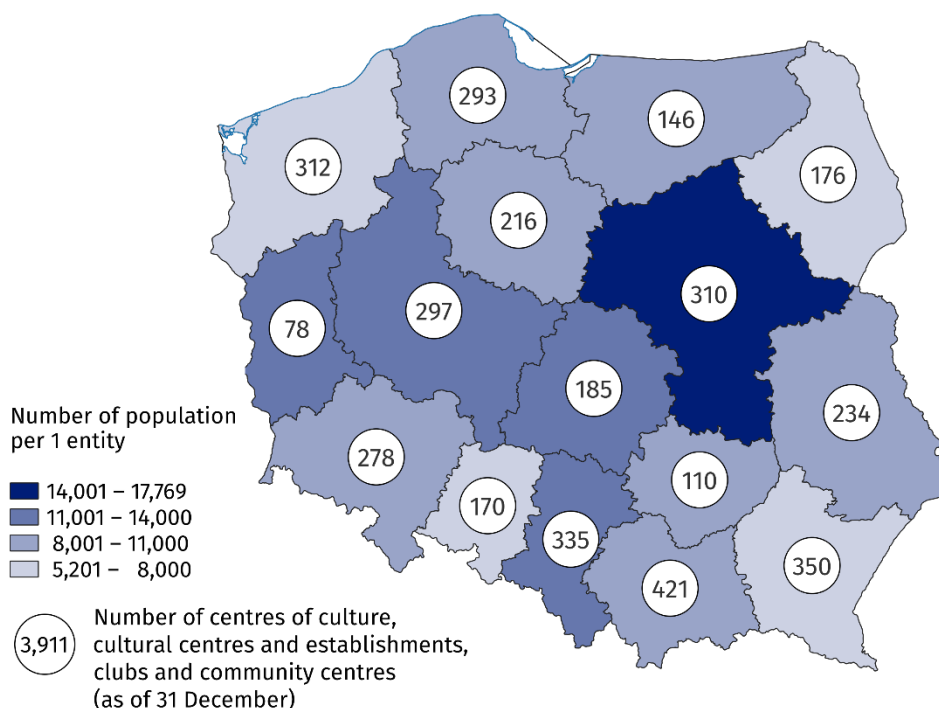 293
146
312
176
216
310
297
78
185
234
278
110
170
335
350
421
Number of population
per 1 entity
14,001 – 17,769
11,001 – 14,000
8,001 – 11,000
5,201 – 8,000
3,911
Number of centres of culture,
cultural centres and establishments,
clubs and community centres
(as of 31 December)